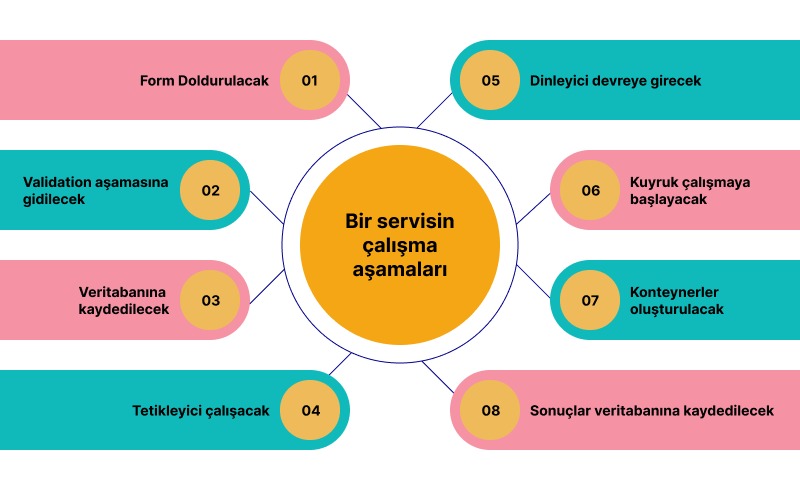 Bir servisin
çalışma
aşamaları
Form Doldurulacak
01
Validation aşamasına
gidilecek
02
Veritabanına
kaydedilecek
03
Tetikleyici çalışacak
04
05
Dinleyici devreye girecek
06
Kuyruk çalışmaya
başlayacak
07
Konteynerler
oluşturulacak
08
Sonuçlar veritabanına kaydedilecek